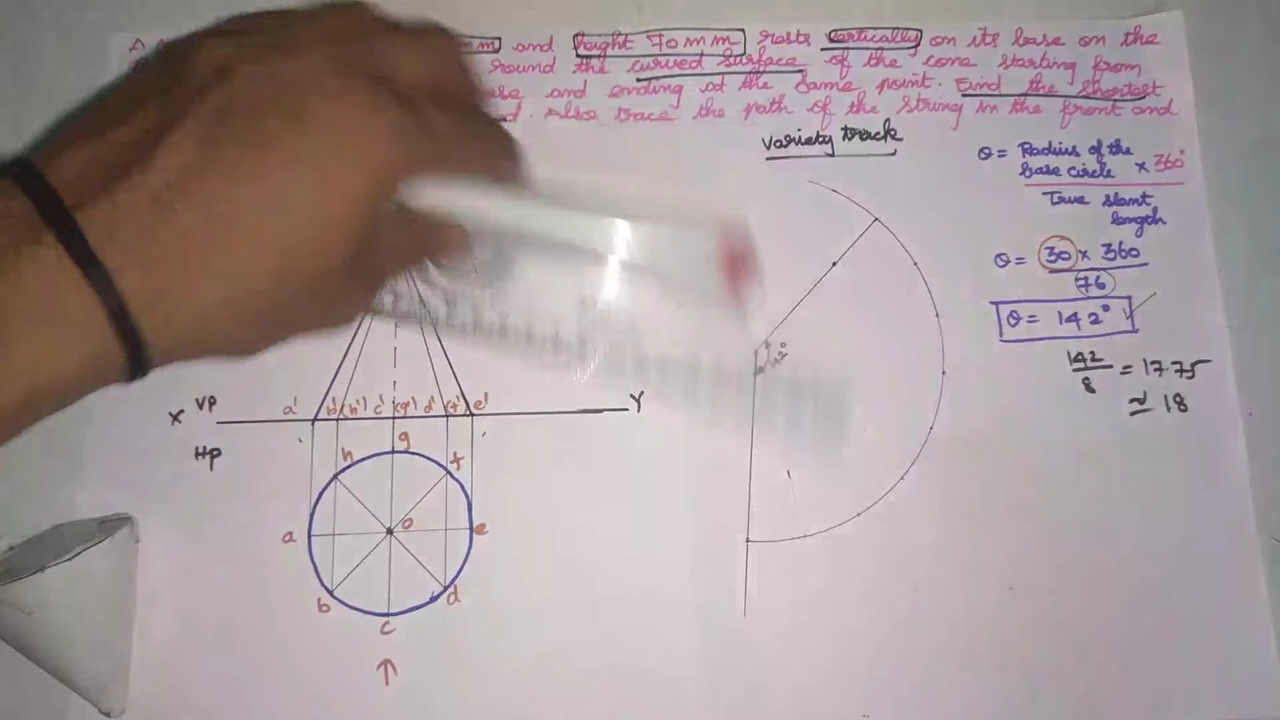 A
mm and height 70mm rests vertically on its base on the
round the curved surface of the cone starting from
and ending at the same point. Find the shortest
Also trace the path of the string in the front and
variety track
θ = Radius of the base circle × 360°
True slant length
θ = 30 × 360
76
θ = 142°
142
8
= 17.75
≈ 18
X VP
a' b' (h') c' (g') d' (f') e'
Y
HP
g
h f
a o e
b d
c